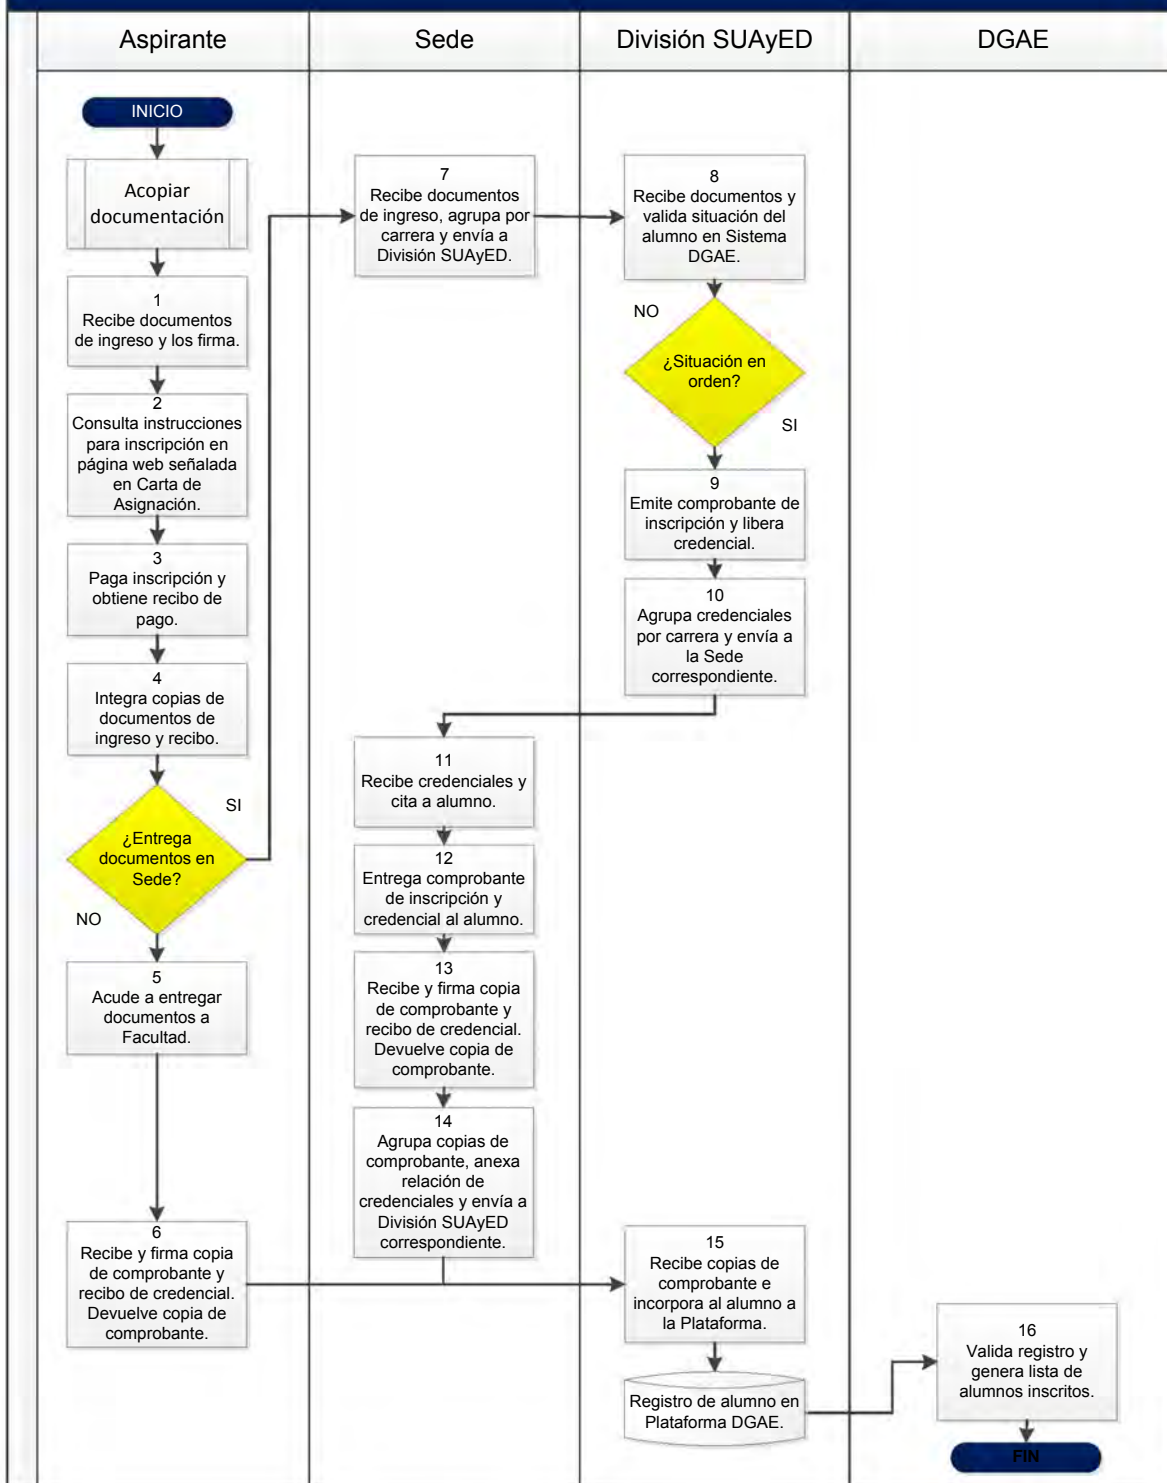 Aspirante
Sede
División SUAyED
DGAE
INICIO
Acopiar
documentación
1
Recibe documentos
de ingreso y los firma.
2
Consulta instrucciones
para inscripción en
página web señalada
en Carta de
Asignación.
3
Paga inscripción y
obtiene recibo de
pago.
4
Integra copias de
documentos de
ingreso y recibo.
SI
¿Entrega
documentos en
Sede?
NO
5
Acude a entregar
documentos a
Facultad.
6
Recibe y firma copia
de comprobante y
recibo de credencial.
Devuelve copia de
comprobante.
7
Recibe documentos
de ingreso, agrupa por
carrera y envía a
División SUAyED.
8
Recibe documentos y
valida situación del
alumno en Sistema
DGAE.
NO
¿Situación en
orden?
SI
9
Emite comprobante de
inscripción y libera
credencial.
10
Agrupa credenciales
por carrera y envía a
la Sede
correspondiente.
11
Recibe credenciales y
cita a alumno.
12
Entrega comprobante
de inscripción y
credencial al alumno.
13
Recibe y firma copia
de comprobante y
recibo de credencial.
Devuelve copia de
comprobante.
14
Agrupa copias de
comprobante, anexa
relación de
credenciales y envía a
División SUAyED
correspondiente.
15
Recibe copias de
comprobante e
incorpora al alumno a
la Plataforma.
Registro de alumno en
Plataforma DGAE.
16
Valida registro y
genera lista de
alumnos inscritos.
FIN